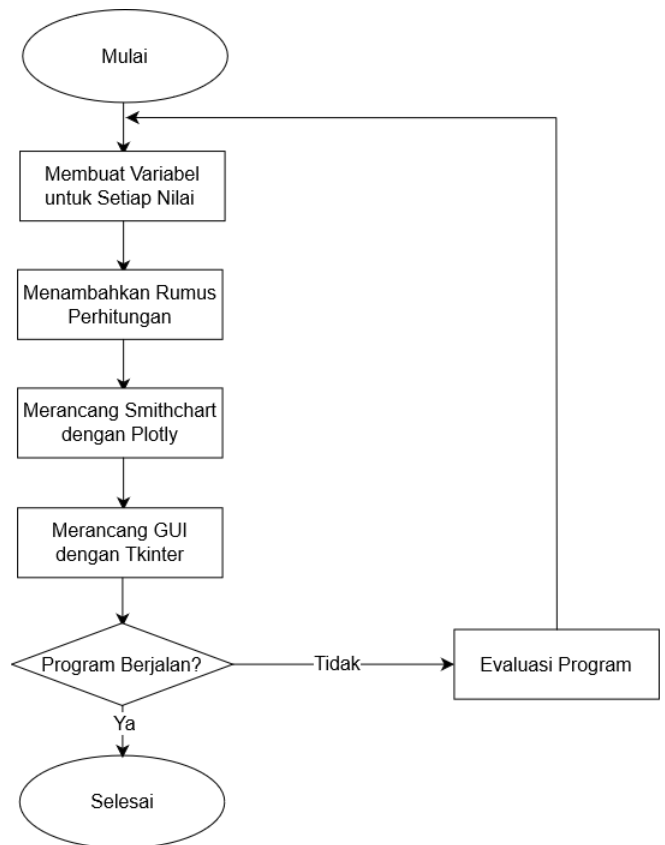 Mulai
Membuat Variabel
untuk Setiap Nilai
Menambahkan Rumus
Perhitungan
Merancang Smithchart
dengan Plotly
Merancang GUI
dengan Tkinter
Program Berjalan?
Tidak
Evaluasi Program
Ya
Selesai